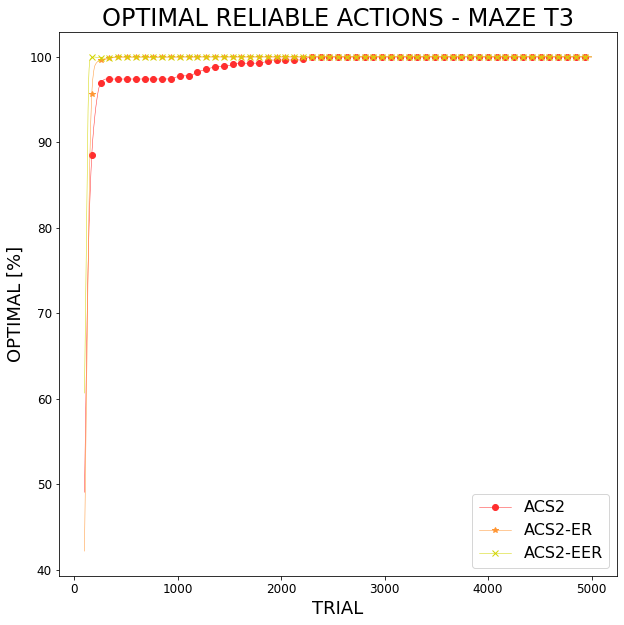 OPTIMAL RELIABLE ACTIONS - MAZE T3
100
90
80
70
60
50
40
OPTIMAL [%]
ACS2
ACS2-ER
ACS2-EER
0 1000 2000 3000 4000 5000
TRIAL